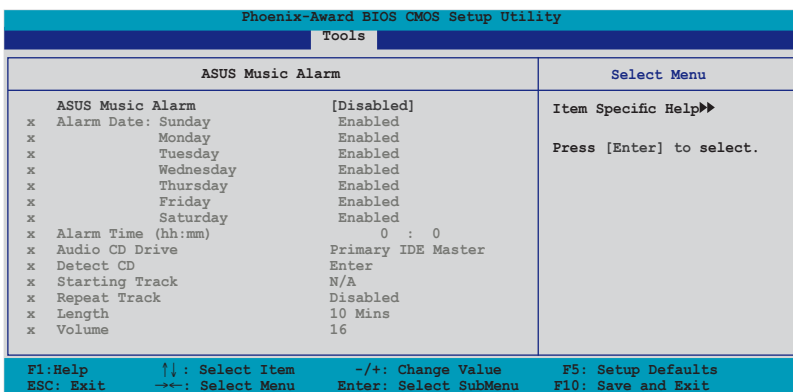 Phoenix-Award BIOS CMOS Setup Utility
Tools
ASUS Music Alarm
Select Menu
ASUS Music Alarm [Disabled]
x Alarm Date: Sunday Enabled
x Monday Enabled
x Tuesday Enabled
x Wednesday Enabled
x Thursday Enabled
x Friday Enabled
x Saturday Enabled
x Alarm Time (hh:mm) 0 : 0
x Audio CD Drive Primary IDE Master
x Detect CD Enter
x Starting Track N/A
x Repeat Track Disabled
x Length 10 Mins
x Volume 16
Item Specific Help▶▶
Press [Enter] to select.
F1:Help ↑↓ : Select Item -/+: Change Value F5: Setup Defaults
ESC: Exit →←: Select Menu Enter: Select SubMenu F10: Save and Exit